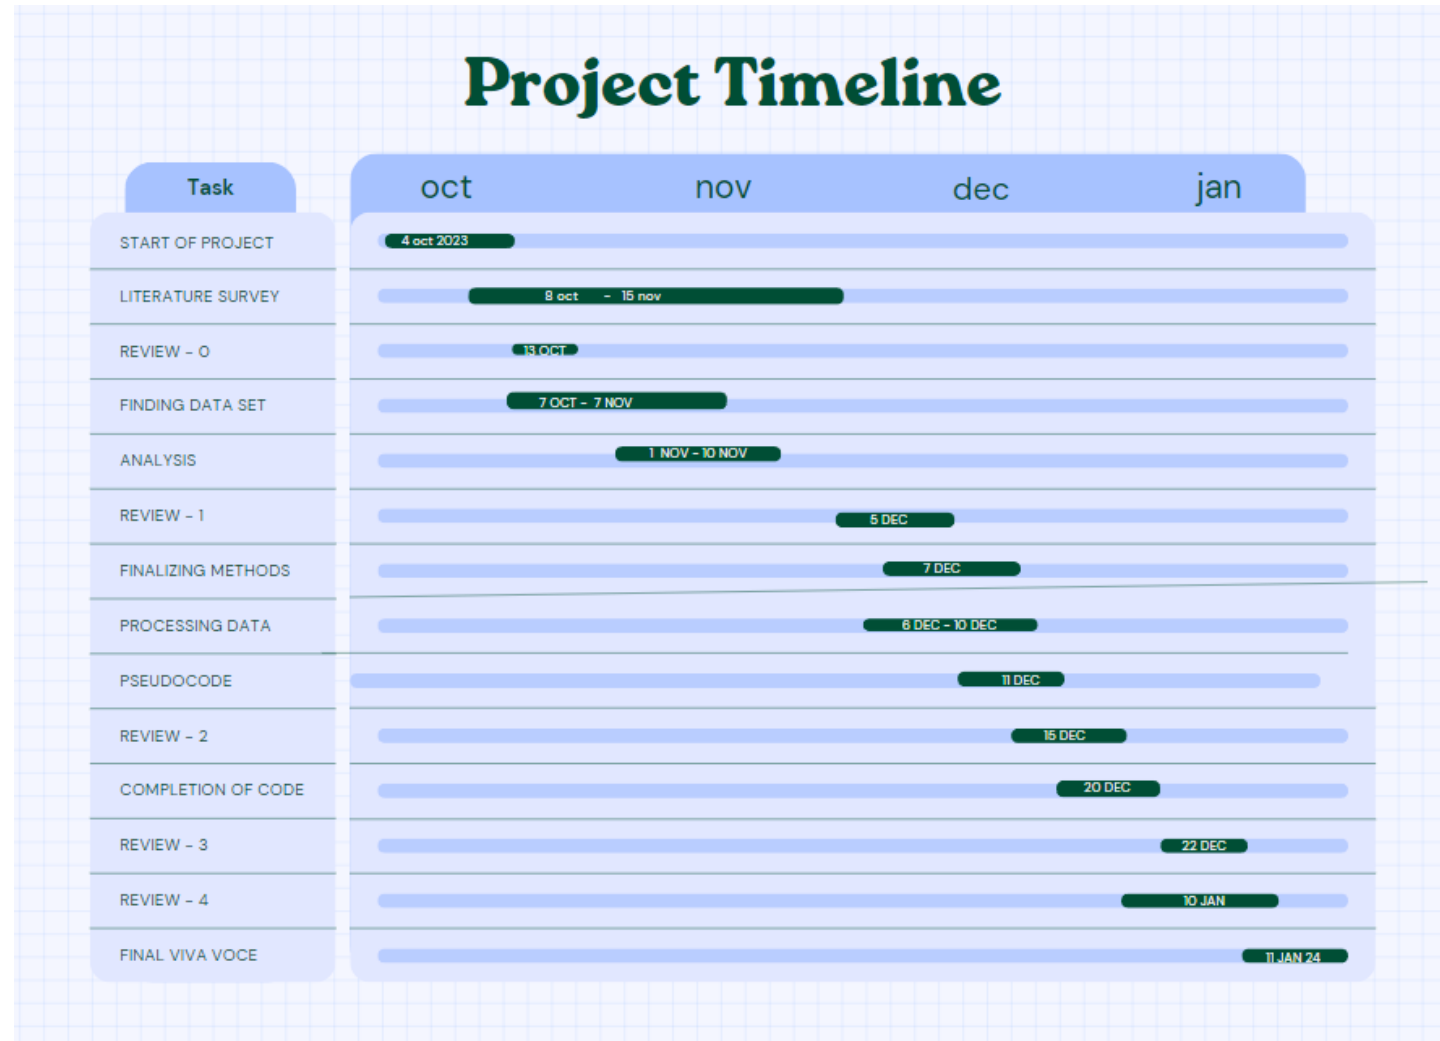 Project Timeline
Task oct nov dec jan
START OF PROJECT 4 oct 2023
LITERATURE SURVEY 8 oct - 15 nov
REVIEW - 0 13 OCT
FINDING DATA SET 7 OCT - 7 NOV
ANALYSIS 1 NOV - 10 NOV
REVIEW - 1 5 DEC
FINALIZING METHODS 7 DEC
PROCESSING DATA 6 DEC - 10 DEC
PSEUDOCODE 11 DEC
REVIEW - 2 15 DEC
COMPLETION OF CODE 20 DEC
REVIEW - 3 22 DEC
REVIEW - 4 10 JAN
FINAL VIVA VOCE 11 JAN 24